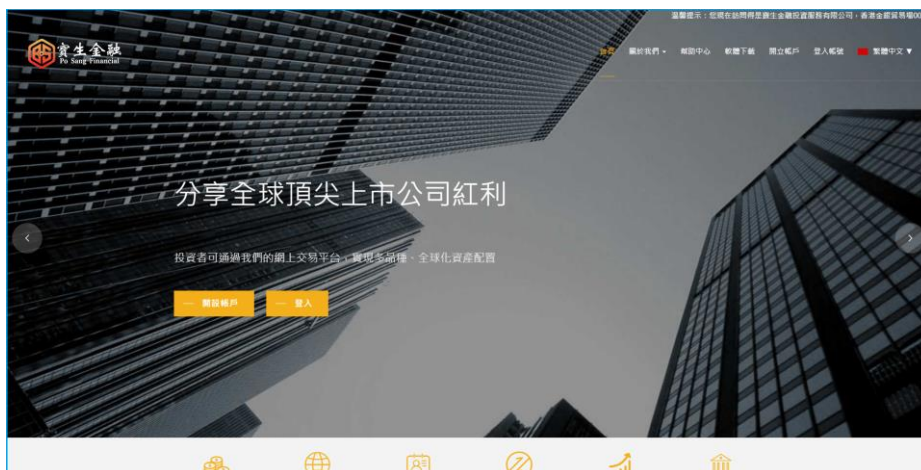 溫馨提示：您現在訪問得是寶生金融投資服務有限公司，香港金銀貿易場
寶生金融
Po Sang Financial
首頁 關於我們 幫助中心 軟體下載 開立帳戶 登入帳號 繁體中文
分享全球頂尖上市公司紅利
投資者可通過我們的網上交易平台，實現多品種、全球化資產配置
開設帳戶
登入